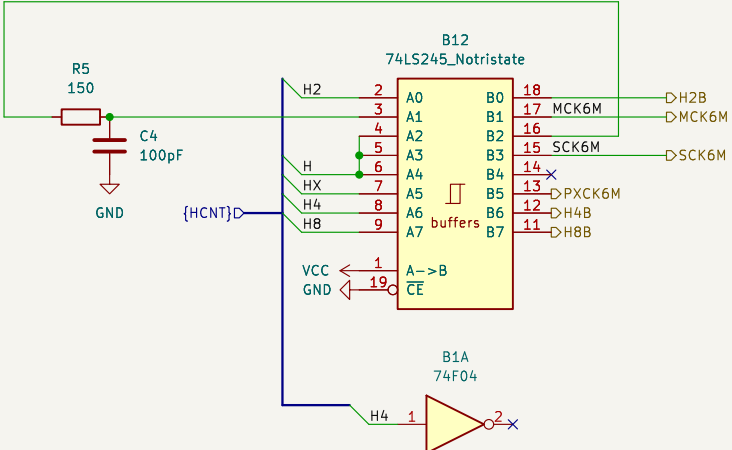 B12
74LS245_Notristate
R5
150
H2 2 A0 B0 18 H2B
3 A1 B1 17 MCK6M MCK6M
4 A2 B2 16
C4
100pF
5 A3 B3 15 SCK6M SCK6M
H 6 A4 B4 14
HX 7 A5 B5 13 PXCK6M
GND
{HCNT} H4 8 A6 B6 12 H4B
buffers
H8 9 A7 B7 11 H8B
VCC 1 A->B
GND 19 CE
B1A
74F04
H4 1 2